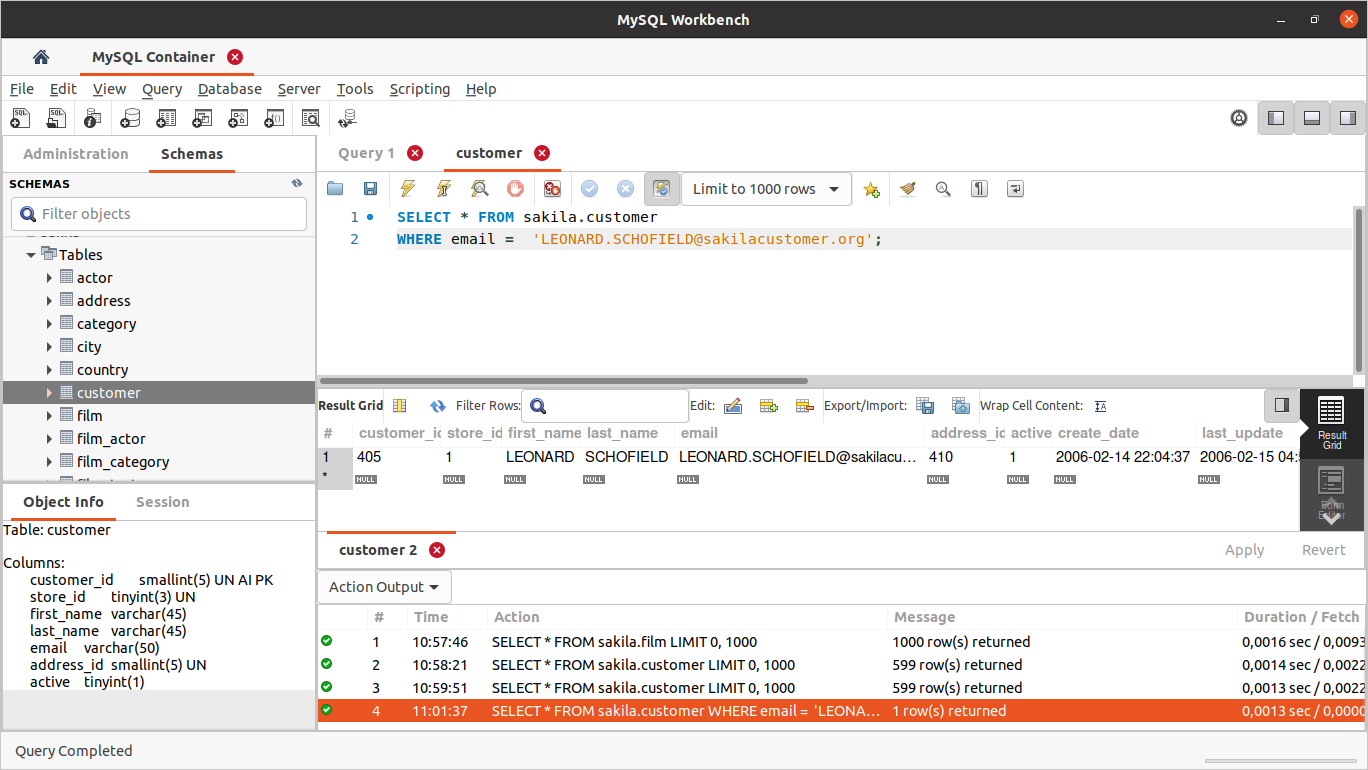 MySQL Workbench
MySQL Container
File Edit View Query Database Server Tools Scripting Help
Administration Schemas
SCHEMAS
Filter objects
Tables
actor
address
category
city
country
customer
film
film_actor
film_category
Object Info Session
Table: customer
Columns:
customer_id smallint(5) UN AI PK
store_id tinyint(3) UN
first_name varchar(45)
last_name varchar(45)
email varchar(50)
address_id smallint(5) UN
active tinyint(1)
Query 1 customer
Limit to 1000 rows
1 SELECT * FROM sakila.customer
2 WHERE email = 'LEONARD.SCHOFIELD@sakilacustomer.org';
Result Grid Filter Rows: Edit: Export/Import: Wrap Cell Content:
# customer_id store_id first_name last_name email address_id active create_date last_update
1 405 1 LEONARD SCHOFIELD LEONARD.SCHOFIELD@sakilacu... 410 1 2006-02-14 22:04:37 2006-02-15 04:5
* NULL NULL NULL NULL NULL NULL NULL NULL NULL
Result
Grid
Form
Editor
customer 2 Apply Revert
Action Output
# Time Action Message Duration / Fetch
1 10:57:46 SELECT * FROM sakila.film LIMIT 0, 1000 1000 row(s) returned 0,0016 sec / 0,0093
2 10:58:21 SELECT * FROM sakila.customer LIMIT 0, 1000 599 row(s) returned 0,0014 sec / 0,0022
3 10:59:51 SELECT * FROM sakila.customer LIMIT 0, 1000 599 row(s) returned 0,0013 sec / 0,0022
4 11:01:37 SELECT * FROM sakila.customer WHERE email = 'LEONA... 1 row(s) returned 0,0013 sec / 0,0000
Query Completed